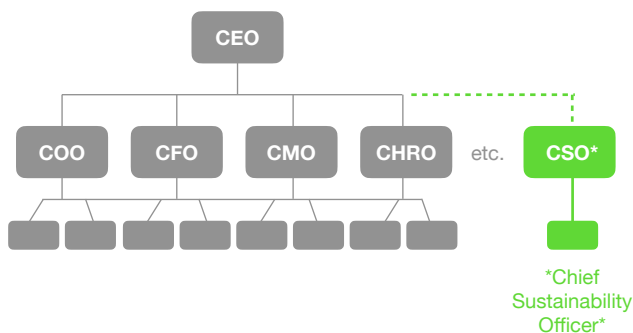 CEO
COO
CFO
CMO
CHRO
etc.
CSO*
*Chief
Sustainability
Officer*